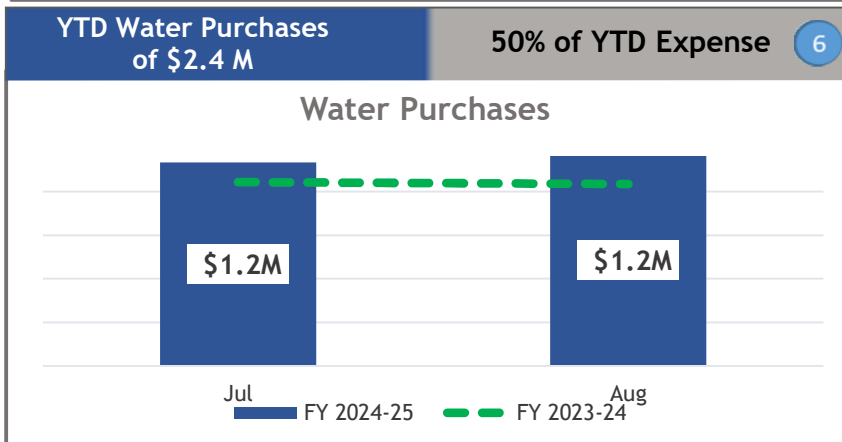 YTD Water Purchases
of $2.4 M
50% of YTD Expense
6
Water Purchases
$1.2M
$1.2M
Jul
Aug
FY 2024-25
FY 2023-24